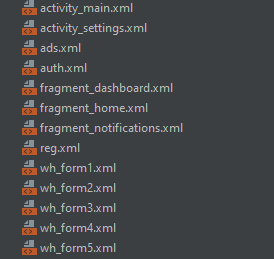 activity_main.xml
activity_settings.xml
ads.xml
auth.xml
fragment_dashboard.xml
fragment_home.xml
fragment_notifications.xml
reg.xml
wh_form1.xml
wh_form2.xml
wh_form3.xml
wh_form4.xml
wh_form5.xml